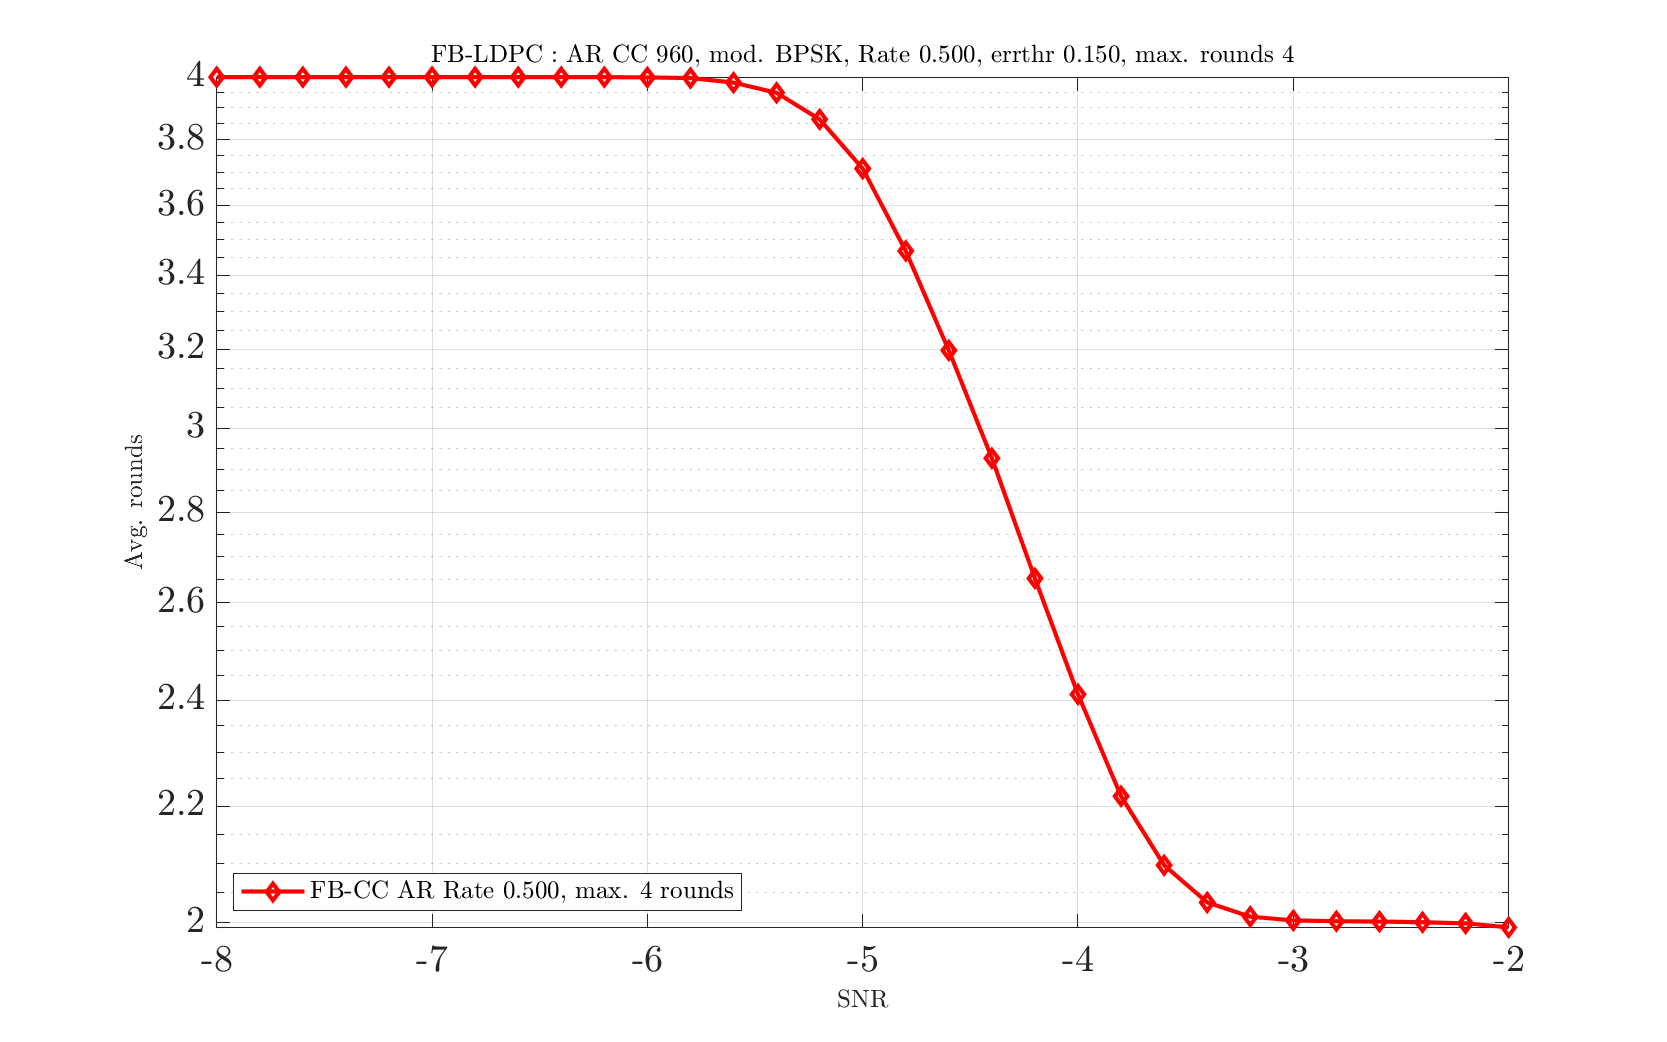 FB-LDPC : AR CC 960, mod. BPSK, Rate 0.500, errthr 0.150, max. rounds 4
4
3.8
3.6
3.4
3.2
3
2.8
2.6
2.4
2.2
2
Avg. rounds
FB-CC AR Rate 0.500, max. 4 rounds
-8 -7 -6 -5 -4 -3 -2
SNR